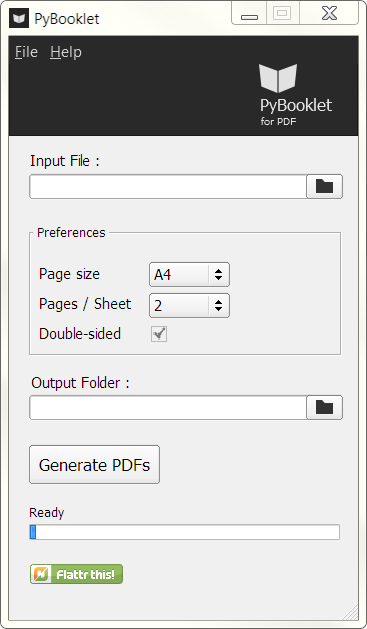 PyBooklet
File Help
PyBooklet
for PDF
Input File :
Preferences
Page size A4
Pages / Sheet 2
Double-sided
Output Folder :
Generate PDFs
Ready
Flattr this!